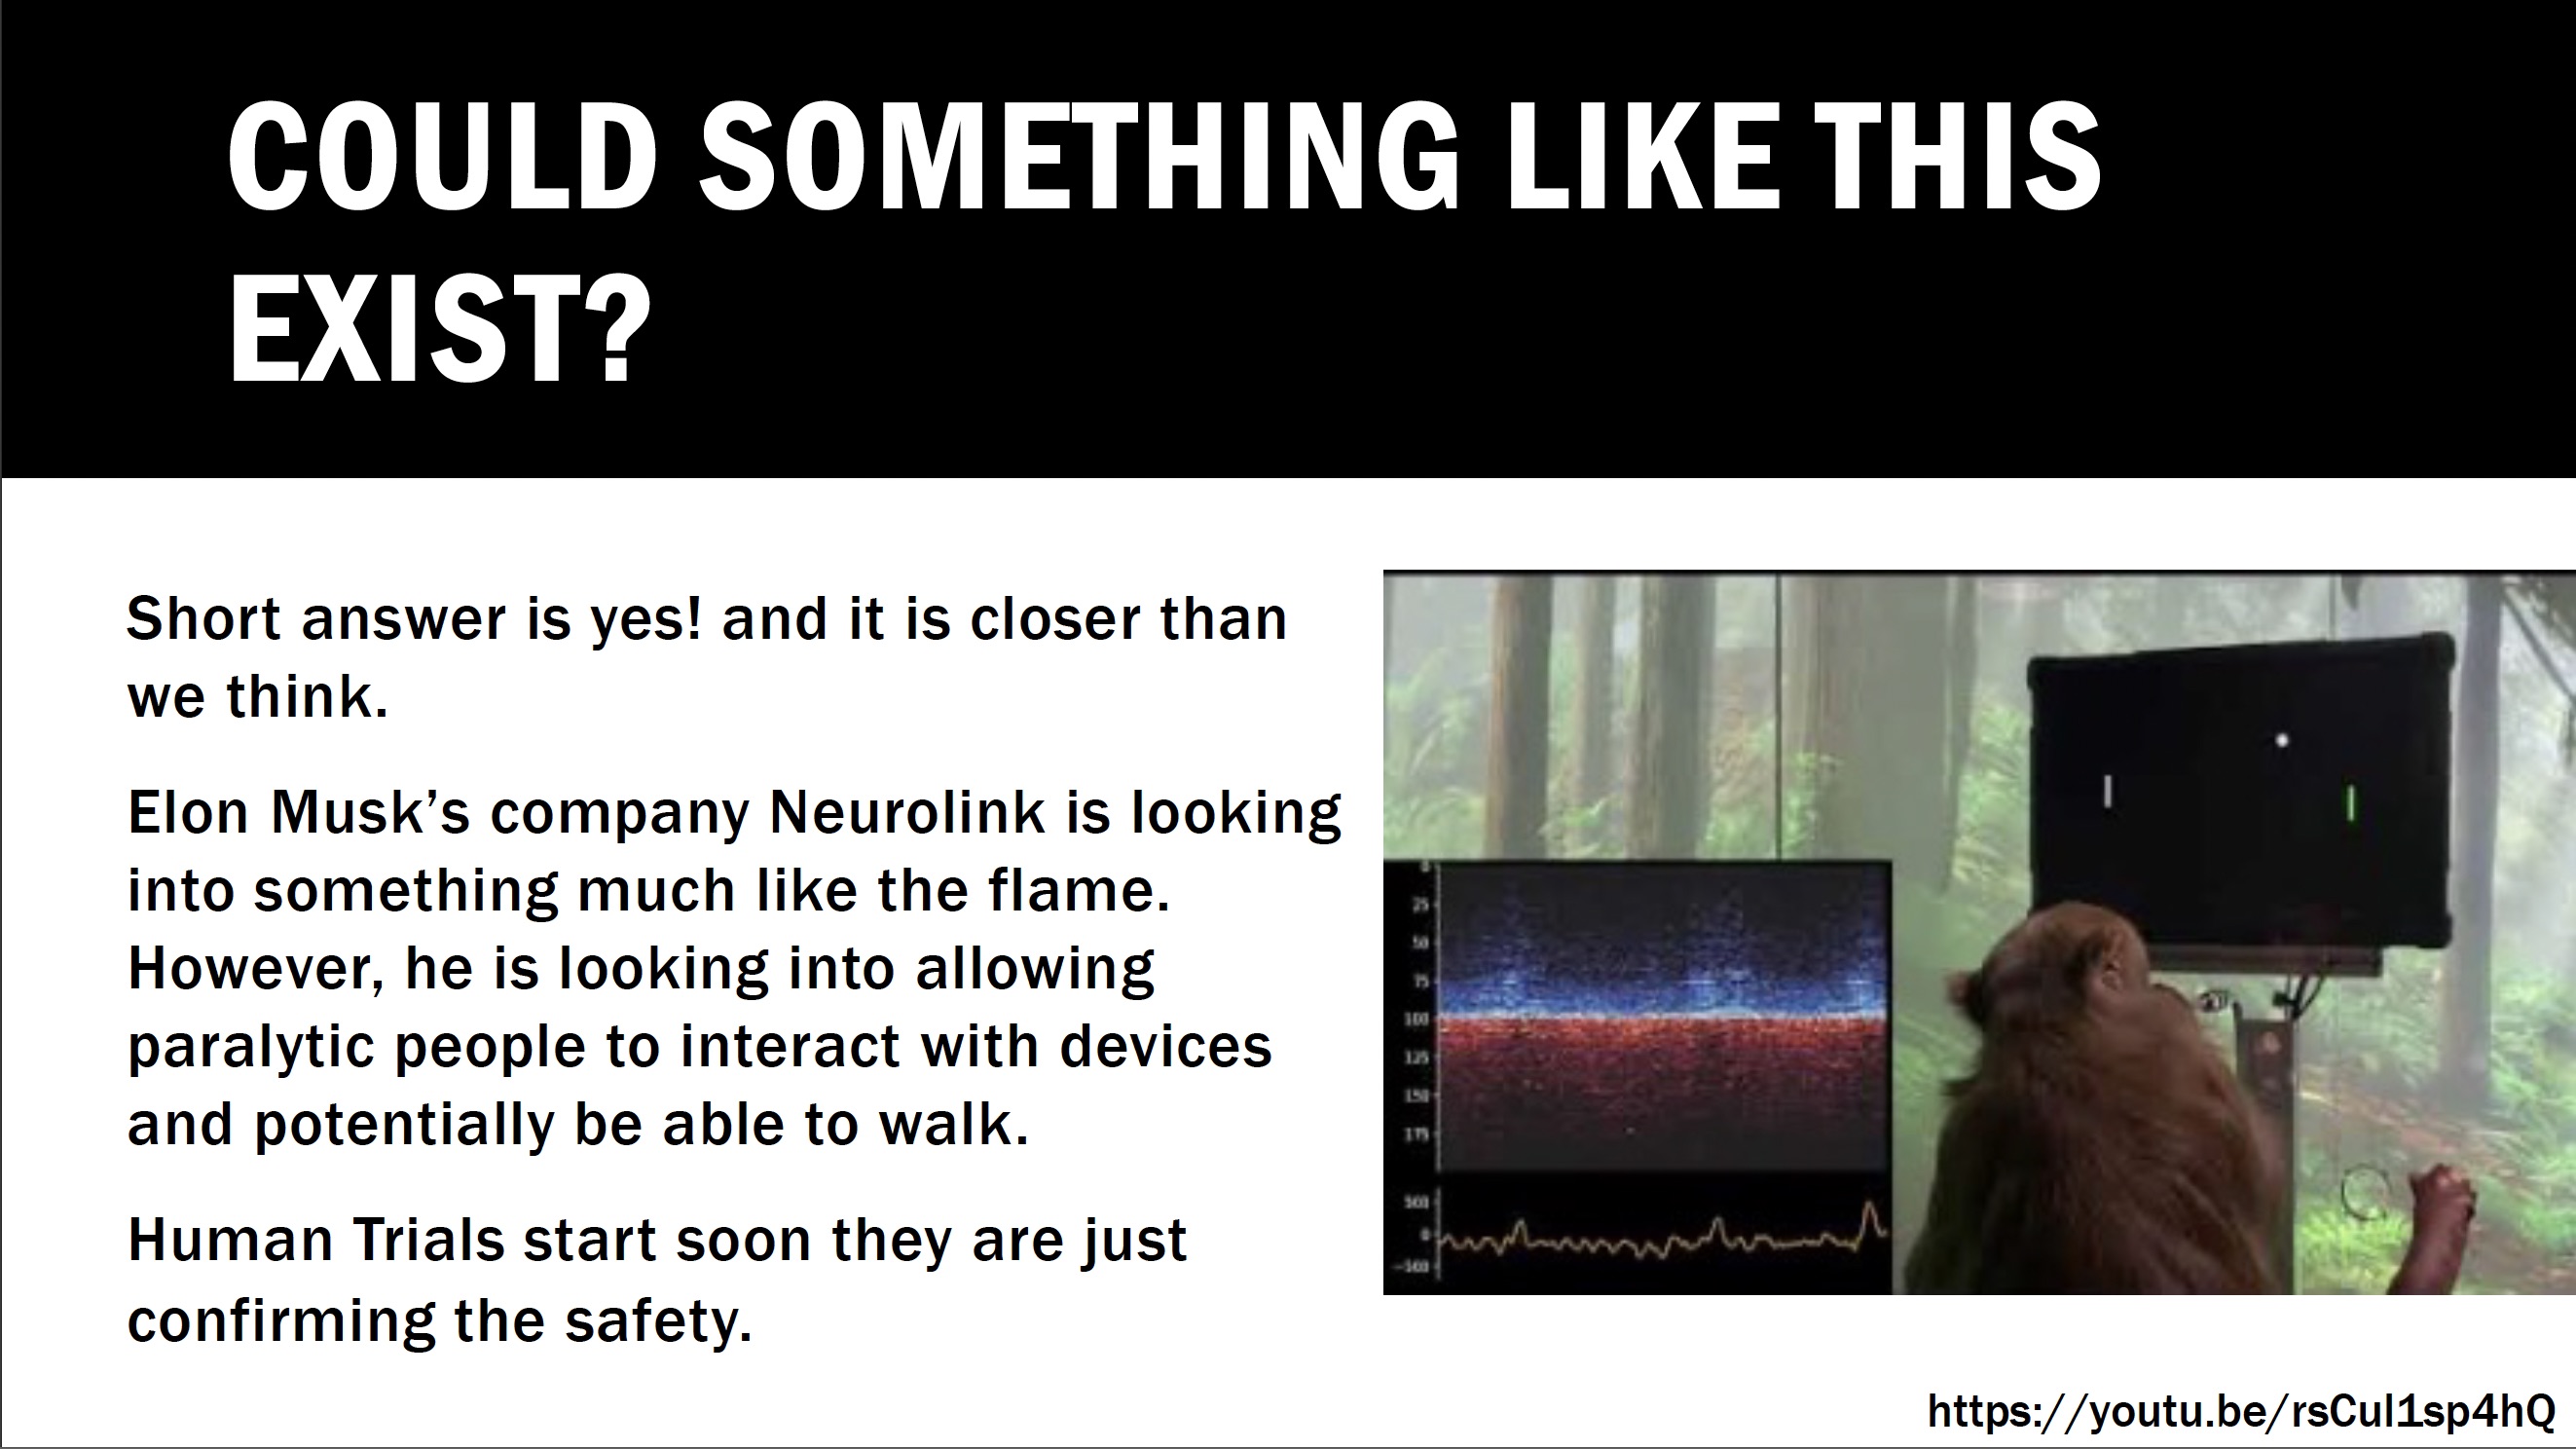 COULD SOMETHING LIKE THIS
EXIST?
Short answer is yes! and it is closer than
we think.
Elon Musk’s company Neurolink is looking
into something much like the flame.
However, he is looking into allowing
paralytic people to interact with devices
and potentially be able to walk.
Human Trials start soon they are just
confirming the safety.
0
25
50
75
100
125
150
175
500
0
-500
https://youtu.be/rsCul1sp4hQ